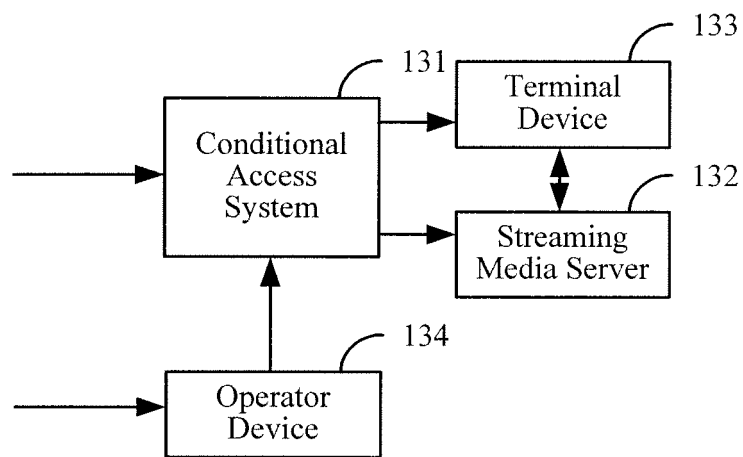 133
131
Terminal
Device
Conditional
Access
System
132
Streaming
Media Server
134
Operator
Device